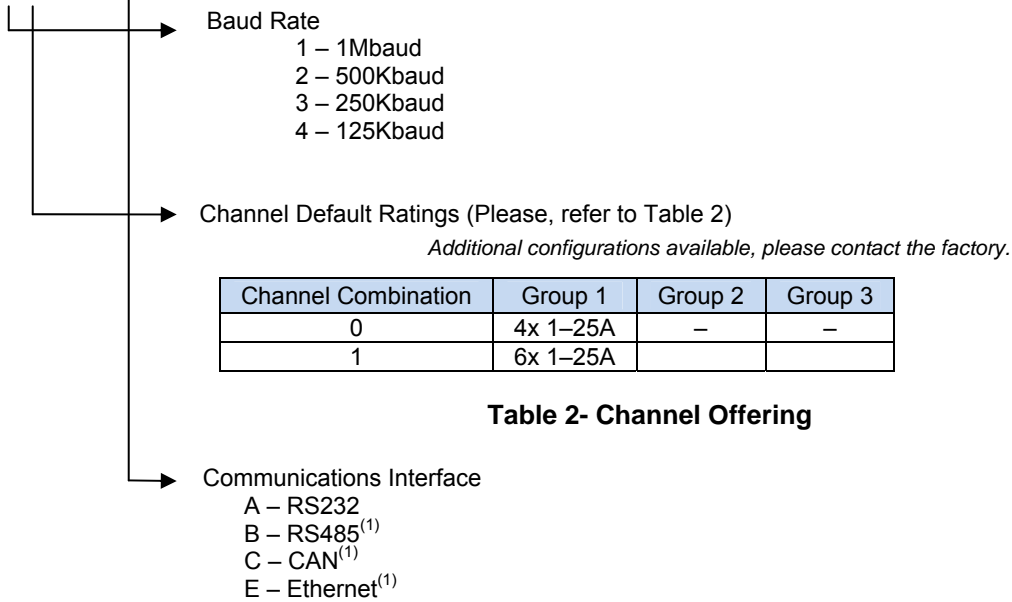 Baud Rate
1 – 1Mbaud
2 – 500Kbaud
3 – 250Kbaud
4 – 125Kbaud
Channel Default Ratings (Please, refer to Table 2)
Additional configurations available, please contact the factory.
Channel Combination Group 1 Group 2 Group 3
0 4x 1–25A – –
1 6x 1–25A
Table 2- Channel Offering
Communications Interface
A – RS232
B – RS485(1)
C – CAN(1)
E – Ethernet(1)